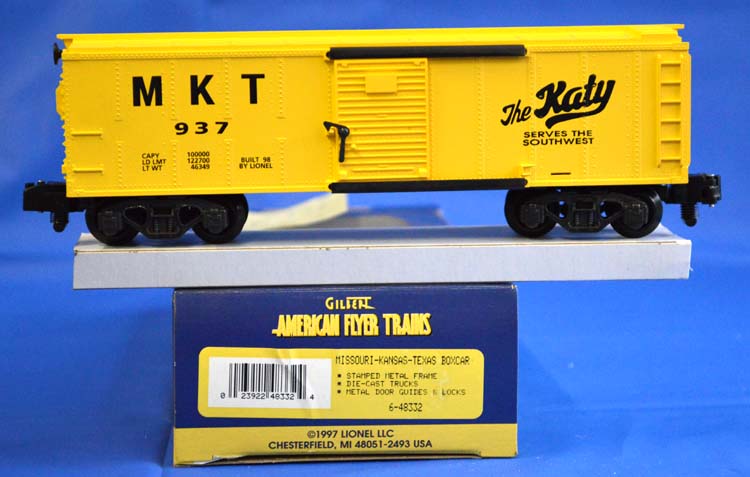 MKT
937
CAPY 100000
LD LMT 122700
LT WT 46349
BUILT 98
BY LIONEL
The Katy
SERVES THE
SOUTHWEST
GILBERT
AMERICAN FLYER TRAINS
MISSOURI-KANSAS-TEXAS BOXCAR
• STAMPED METAL FRAME
• DIE-CAST TRUCKS
• METAL DOOR GUIDES & LOCKS
6-48332
0 23922 48332 4
©1997 LIONEL LLC
CHESTERFIELD, MI 48051-2493 USA